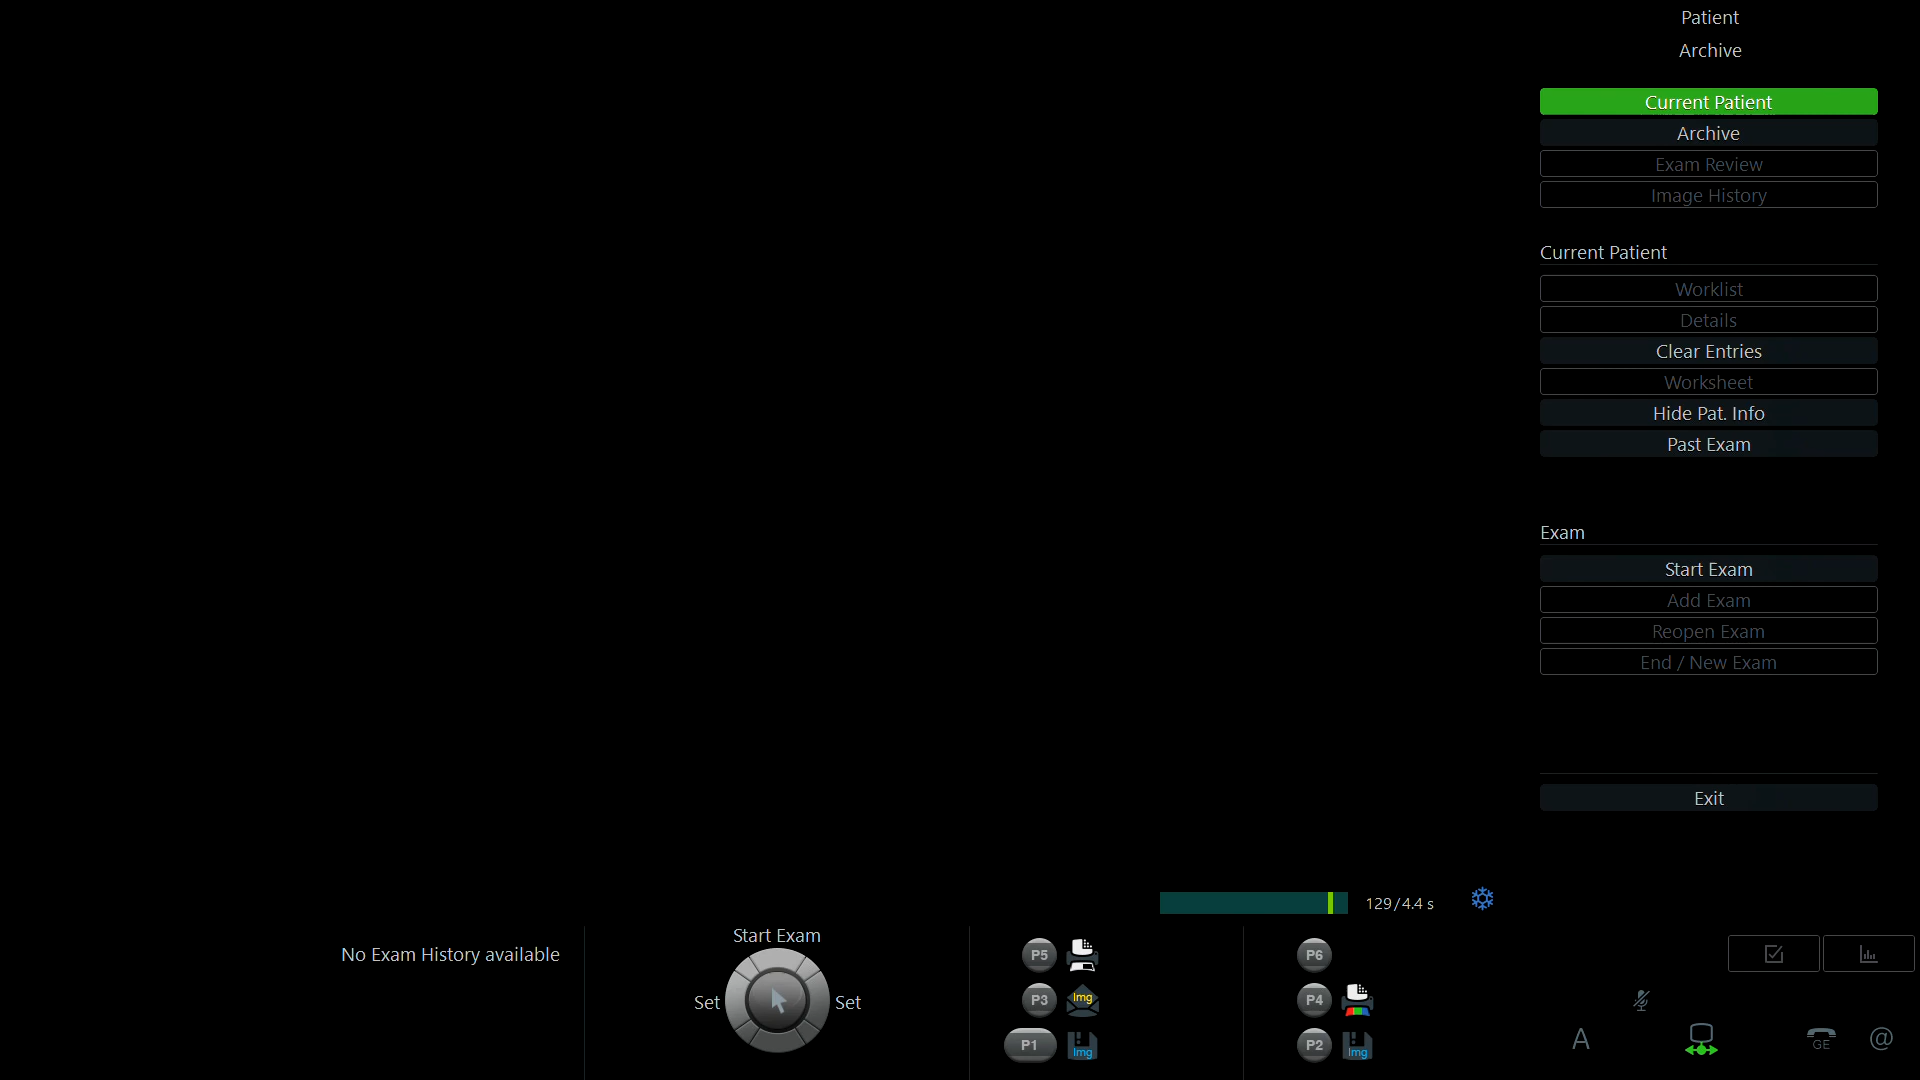 Patient
Archive
Current Patient
Archive
Exam Review
Image History
Current Patient
Worklist
Details
Clear Entries
Worksheet
Hide Pat. Info
Past Exam
Exam
Start Exam
Add Exam
Reopen Exam
End / New Exam
Exit
129/4.4 s
No Exam History available
Start Exam
Set Set
P5
P3 Img
P1 Img
P6
P4
P2 Img
A
GE
@